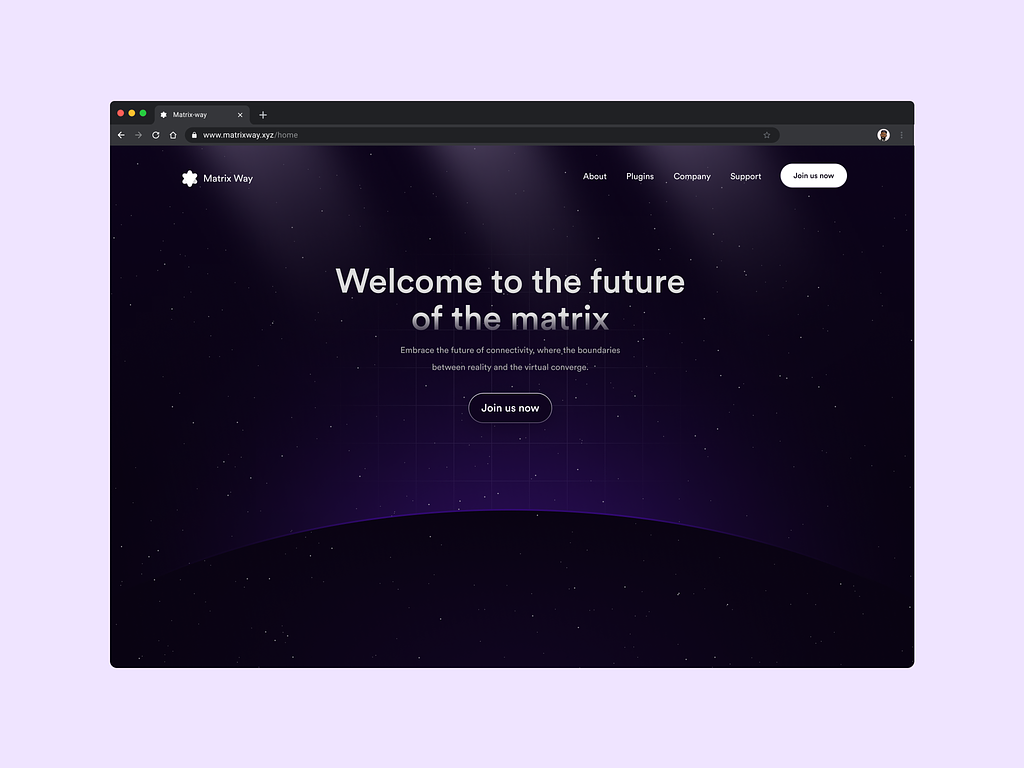 Matrix-way
www.matrixway.xyz/home
Matrix Way
About
Plugins
Company
Support
Join us now
Welcome to the future
of the matrix
Embrace the future of connectivity, where the boundaries
between reality and the virtual converge.
Join us now